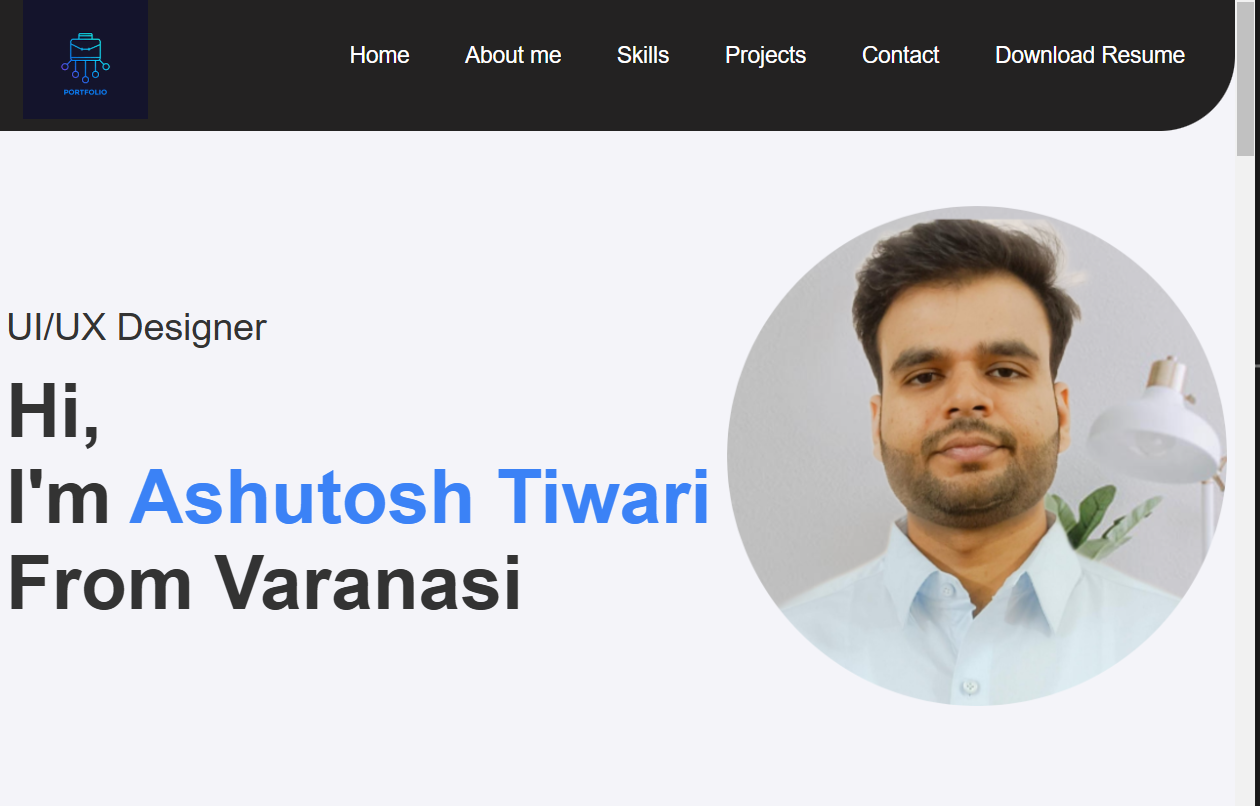 PORTFOLIO
Home About me Skills Projects Contact Download Resume
UI/UX Designer
Hi,
I'm Ashutosh Tiwari
From Varanasi